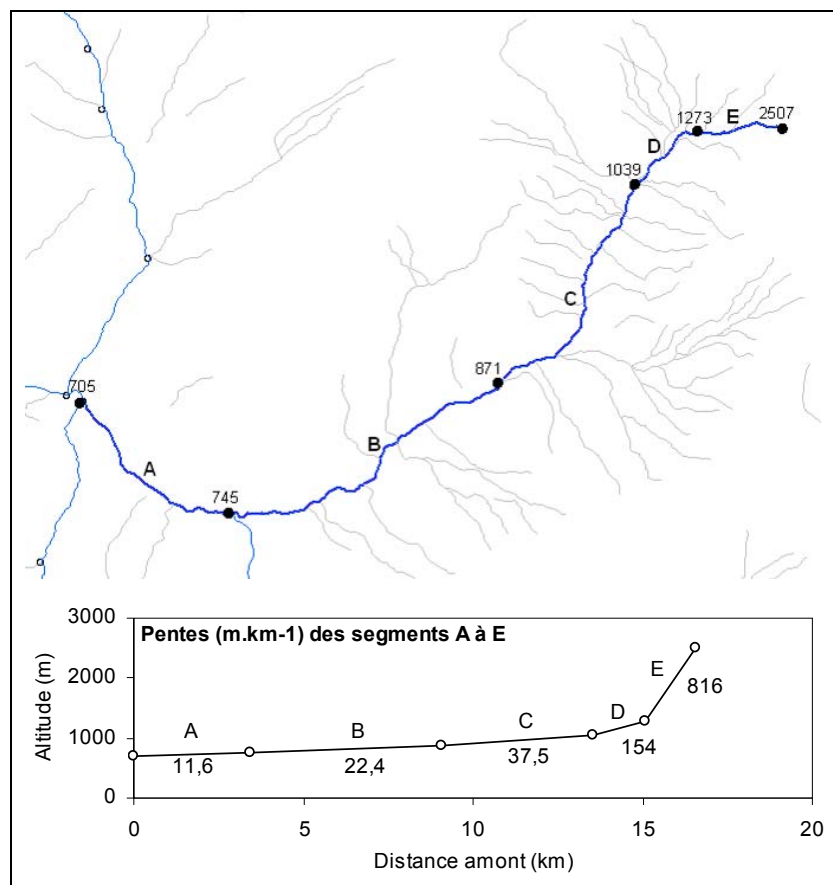 1273
E
2507
D
1039
C
871
705
B
A
745
3000
Pentes (m.km-1) des segments A à E
2000
1000
0
Altitude (m)
A
B
C
D
E
11,6
22,4
37,5
154
816
0
5
10
15
20
Distance amont (km)